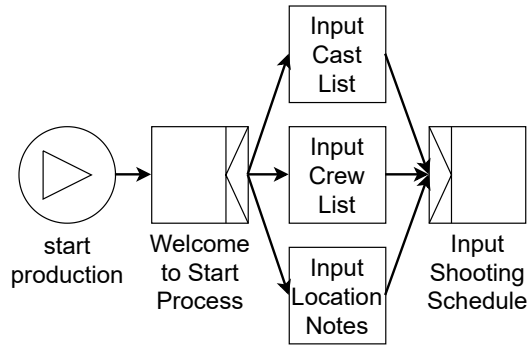 start
production
Welcome
to Start
Process
Input
Cast
List
Input
Crew
List
Input
Location
Notes
Input
Shooting
Schedule